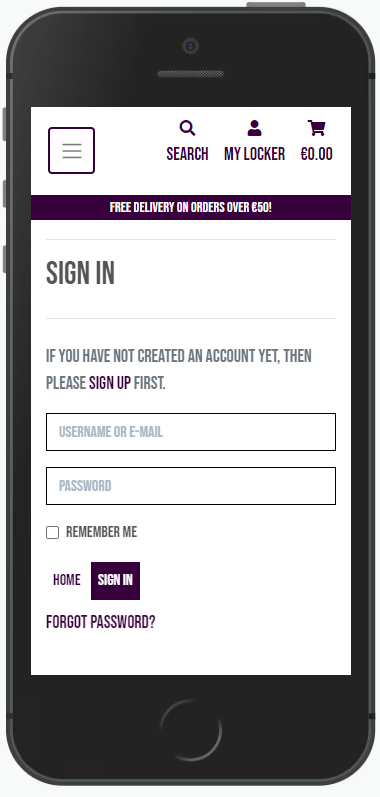 SEARCH MY LOCKER €0.00
FREE DELIVERY ON ORDERS OVER €50!
SIGN IN
IF YOU HAVE NOT CREATED AN ACCOUNT YET, THEN
PLEASE SIGN UP FIRST.
USERNAME OR E-MAIL
PASSWORD
REMEMBER ME
HOME SIGN IN
FORGOT PASSWORD?